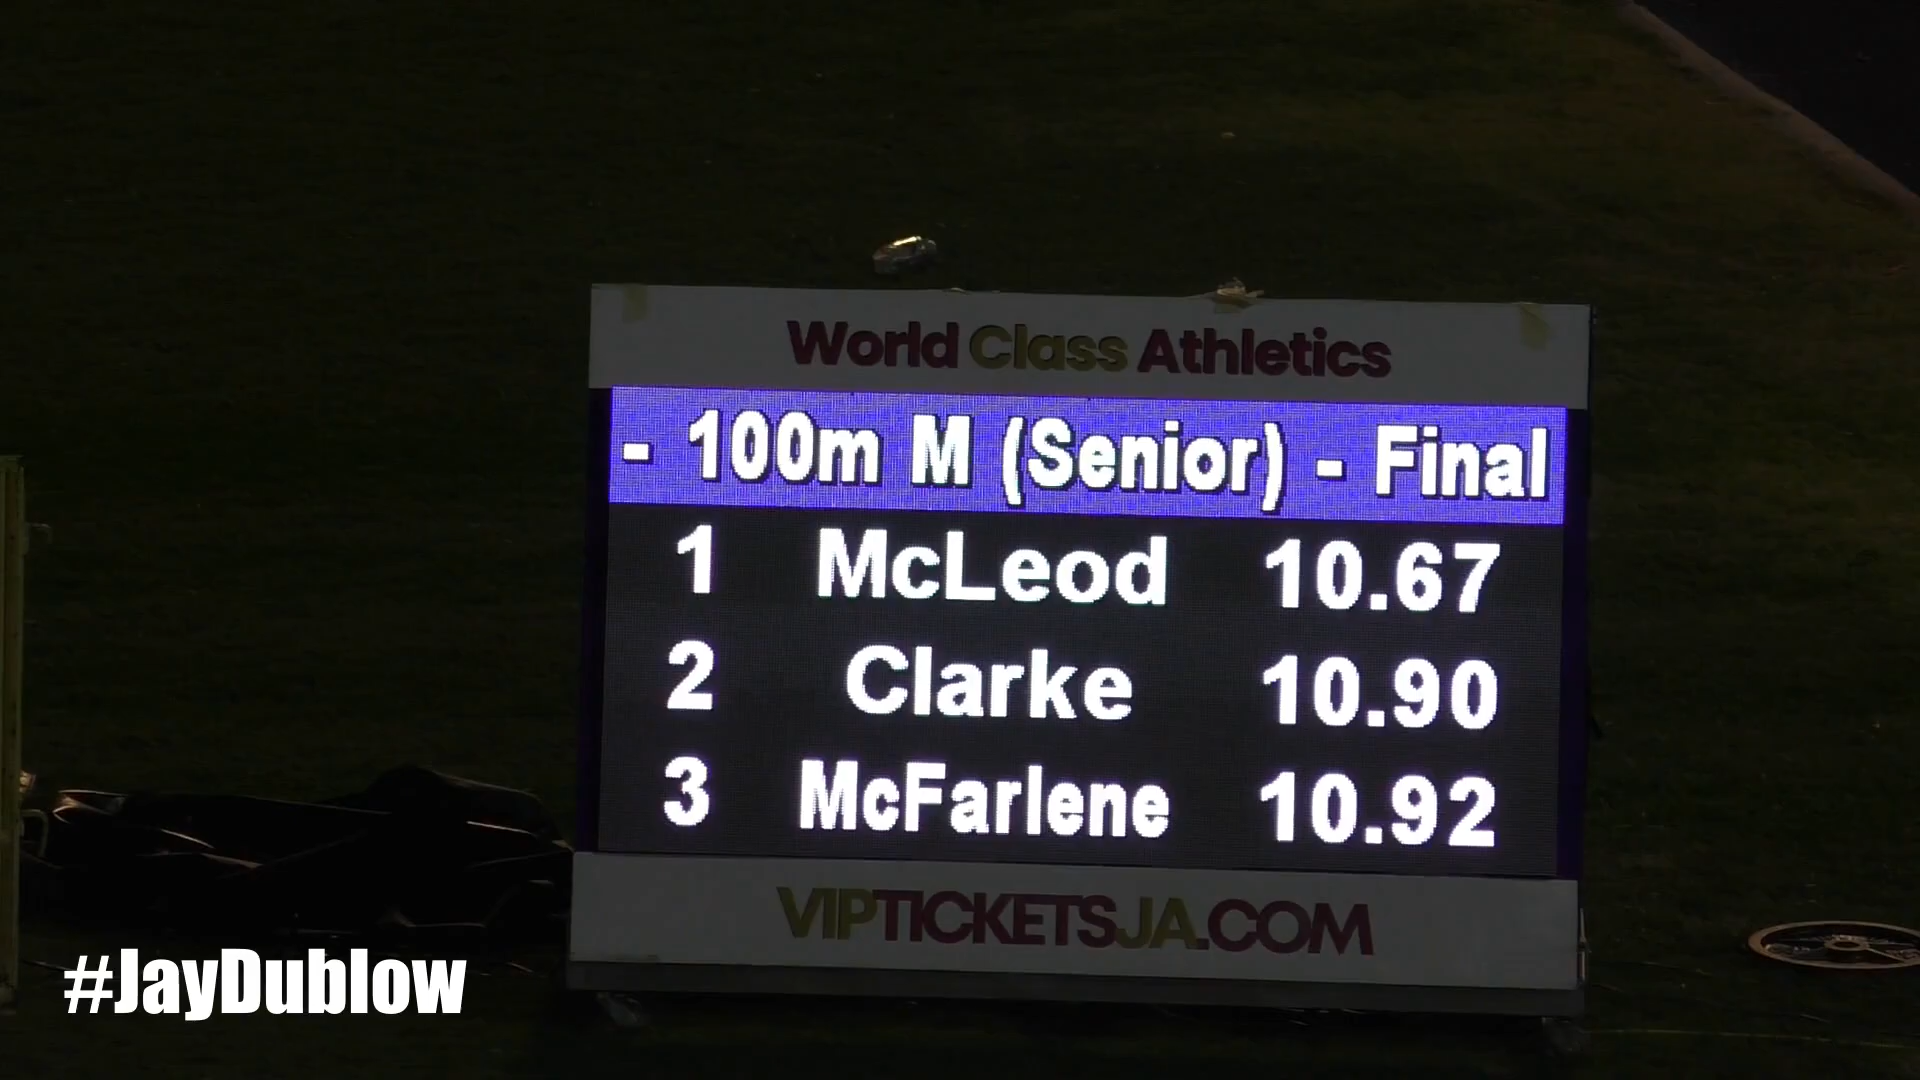 World Class Athletics
- 100m M (Senior) - Final
1 McLeod 10.67
2 Clarke 10.90
3 McFarlene 10.92
VIPTICKETSJA.COM
#JayDublow